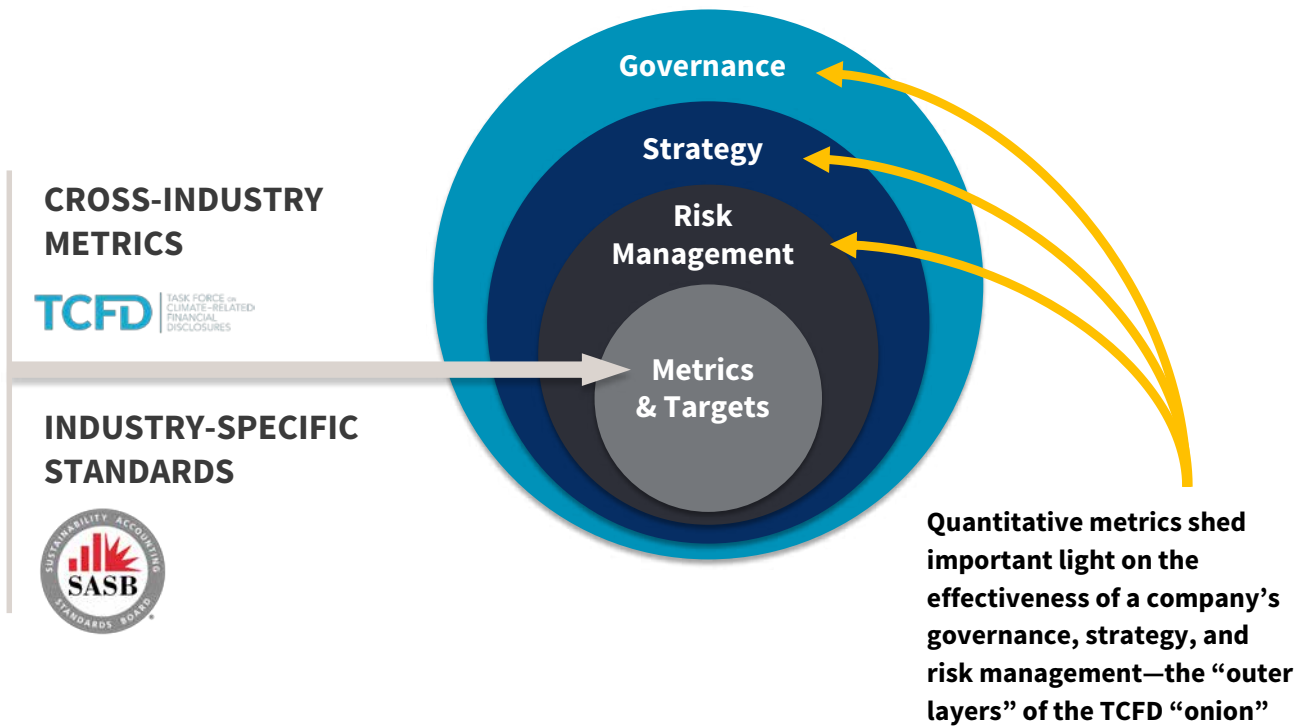 Governance
Strategy
Risk
Management
Metrics
& Targets
CROSS-INDUSTRY
METRICS
TCFD
TASK FORCE ON
CLIMATE-RELATED
FINANCIAL
DISCLOSURES
INDUSTRY-SPECIFIC
STANDARDS
SUSTAINABILITY ACCOUNTING
SASB
STANDARDS BOARD
®
Quantitative metrics shed
important light on the
effectiveness of a company’s
governance, strategy, and
risk management—the “outer
layers” of the TCFD “onion”